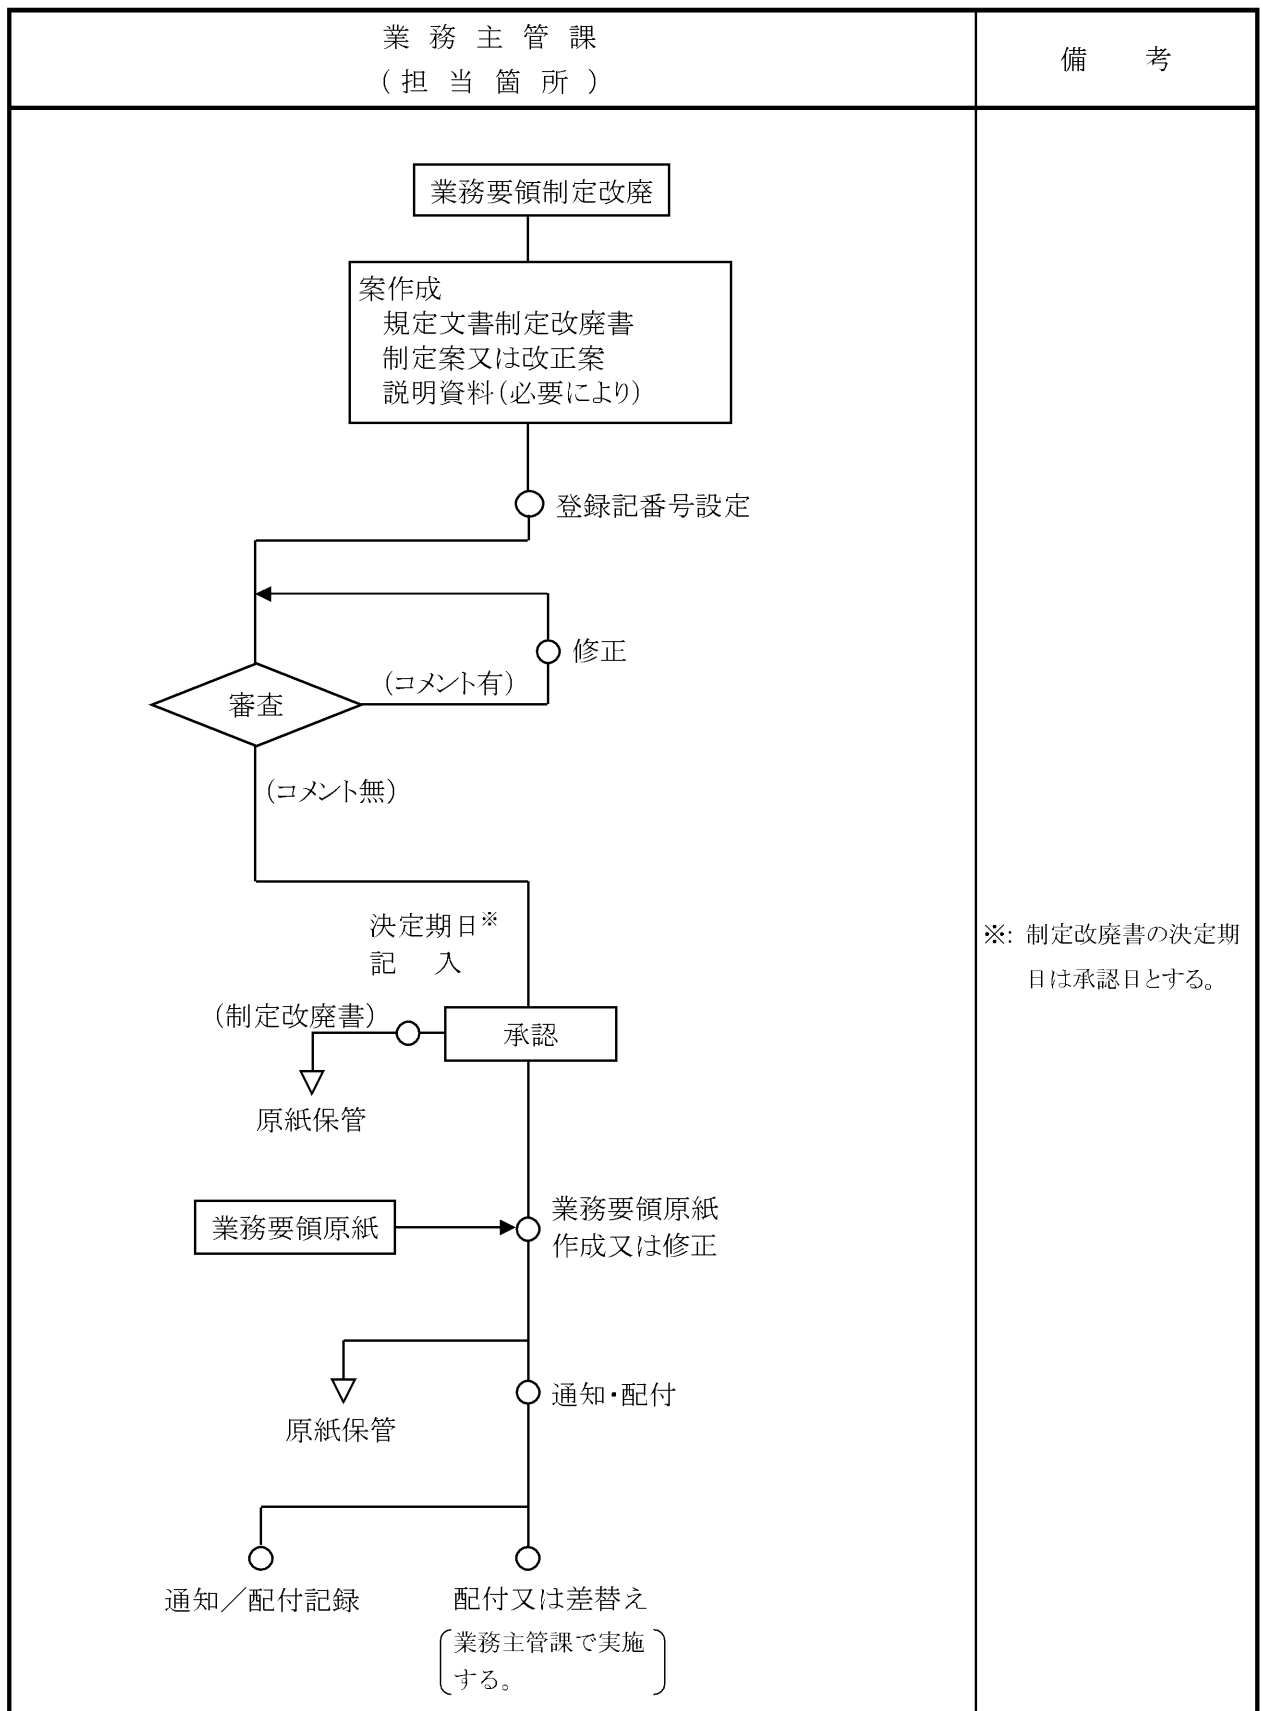 業務主管課
(担当箇所)
備考
業務要領制定改廃
案作成
規定文書制定改廃書
制定案又は改正案
説明資料(必要により)
登録記番号設定
修正
(コメント有)
審査
(コメント無)
決定期日※
記入
※: 制定改廃書の決定期
日は承認日とする。
(制定改廃書)
承認
原紙保管
業務要領原紙
業務要領原紙
作成又は修正
通知・配付
原紙保管
通知／配付記録
配付又は差替え
業務主管課で実施
する。